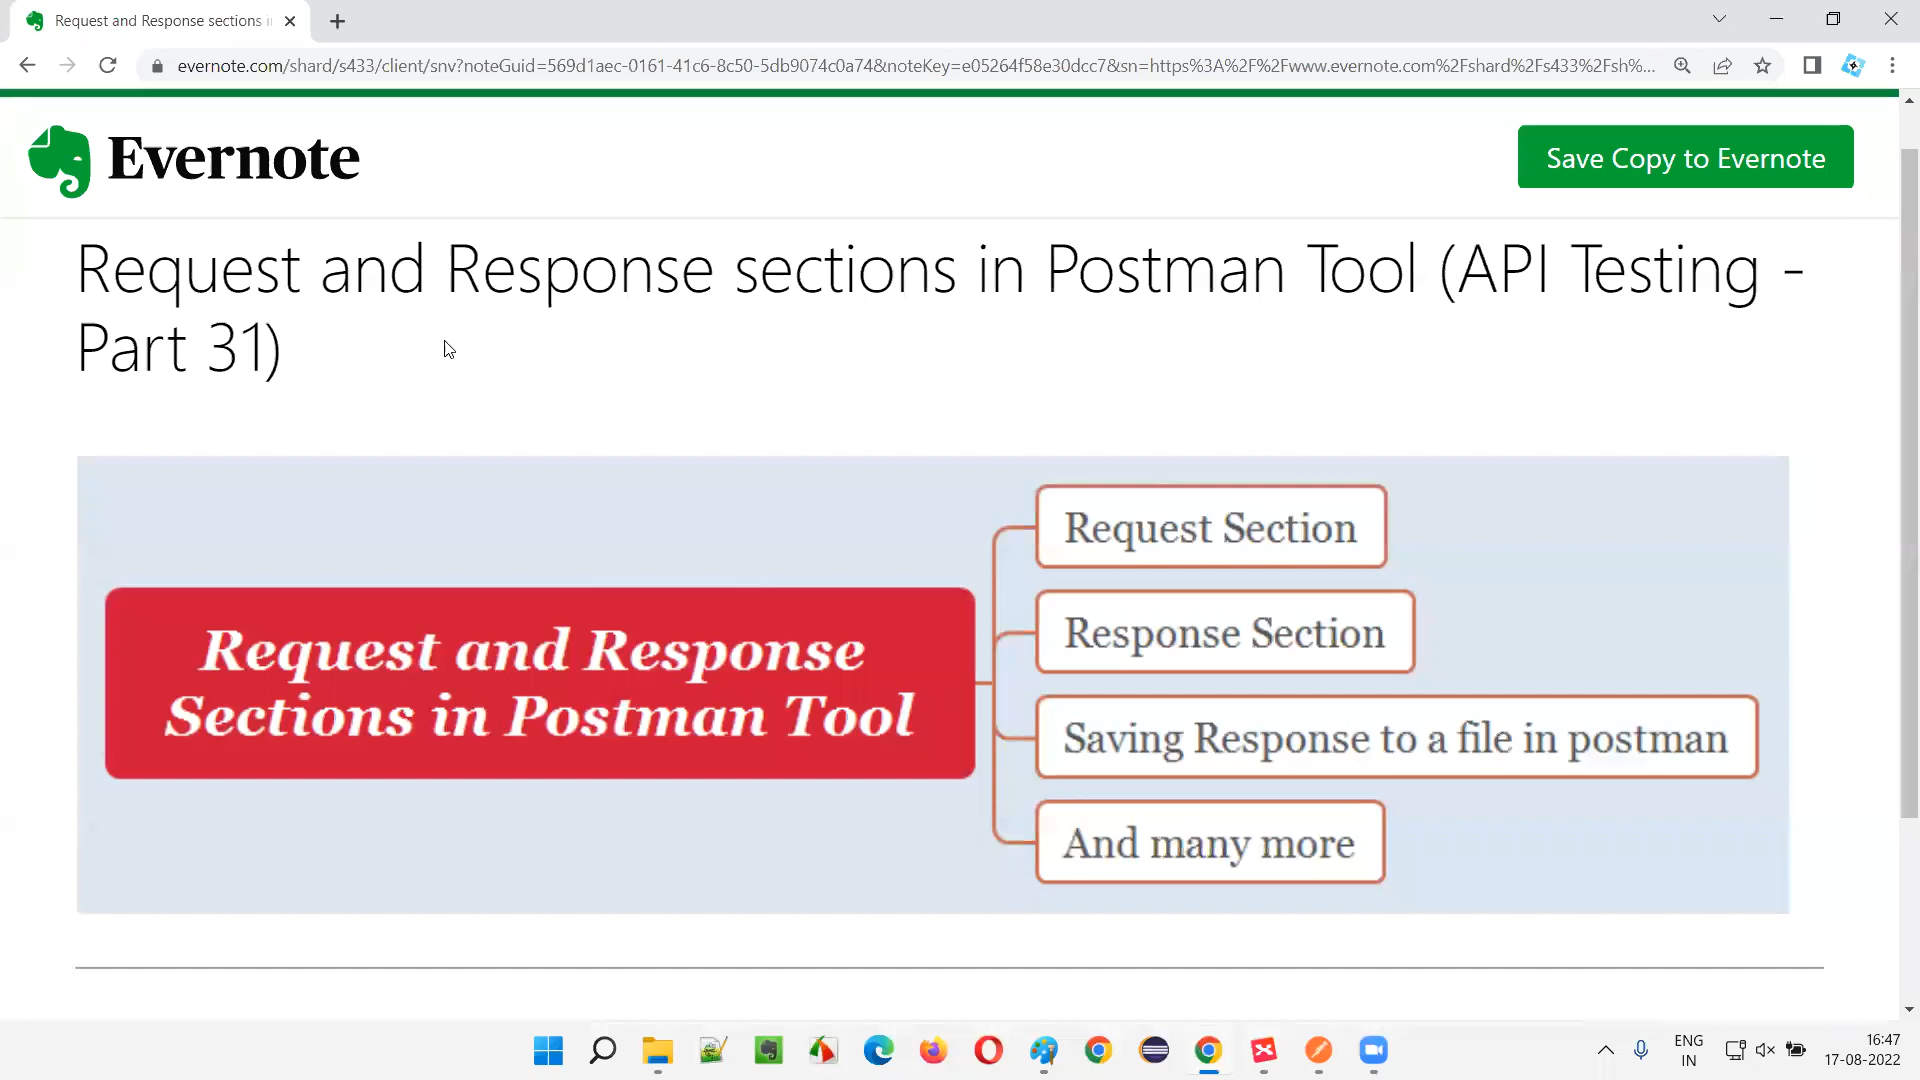 Request and Response sections i
evernote.com/shard/s433/client/snv?noteGuid=569d1aec-0161-41c6-8c50-5db9074c0a74&noteKey=e05264f58e30dcc7&sn=https%3A%2F%2Fwww.evernote.com%2Fshard%2Fs433%2Fsh%...
Evernote
Save Copy to Evernote
Request and Response sections in Postman Tool (API Testing -
Part 31)
Request and Response
Sections in Postman Tool
Request Section
Response Section
Saving Response to a file in postman
And many more
ENG
IN
16:47
17-08-2022